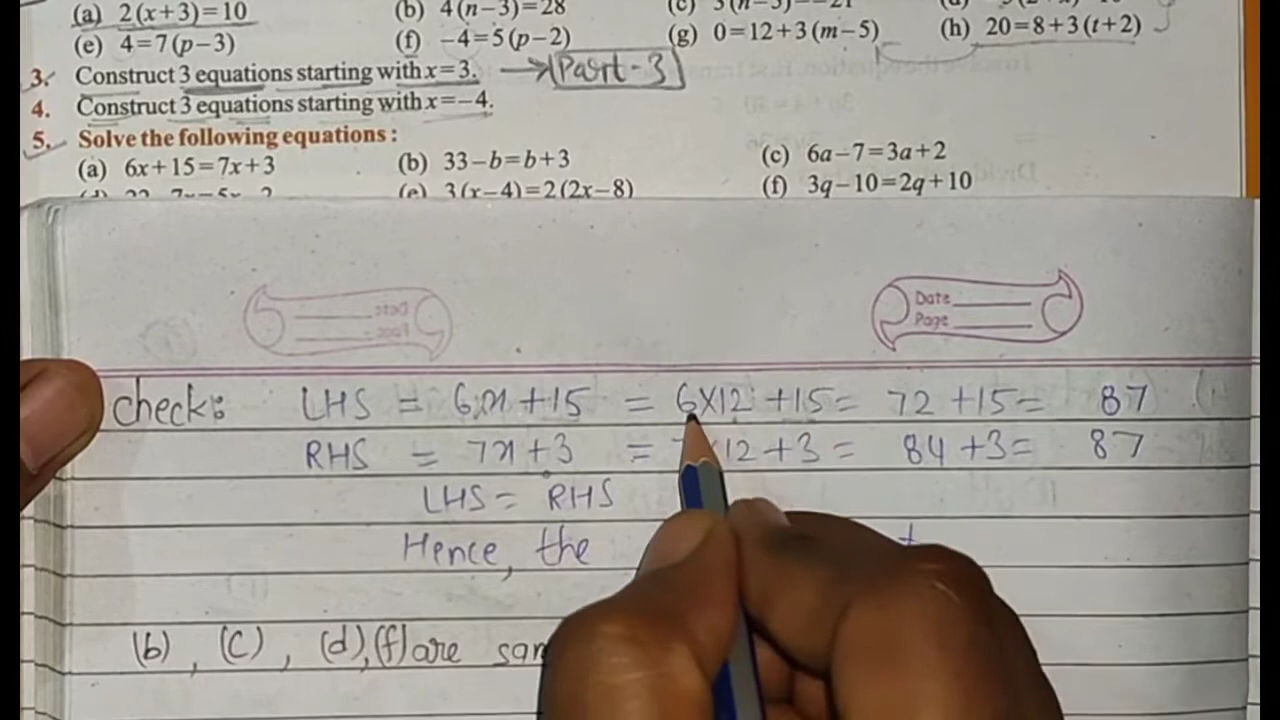 (a) 2(x+3)=10 (b) 4(n−3)=28
(e) 4=7(p−3) (f) −4=5(p−2) (g) 0=12+3(m−5) (h) 20=8+3(t+2)
3. Construct 3 equations starting with x=3. → Part-3
4. Construct 3 equations starting with x=−4.
5. Solve the following equations :
(a) 6x+15=7x+3 (b) 33−b=b+3 (c) 6a−7=3a+2
(e) 3(x−4)=2(2x−8) (f) 3q−10=2q+10
Date
Page
check: LHS = 6x+15 = 6×12 +15= 72 +15= 87
RHS = 7x+3 = ×12+3= 84 +3= 87
LHS = RHS
Hence, the
(b), (c), (d),(f) are